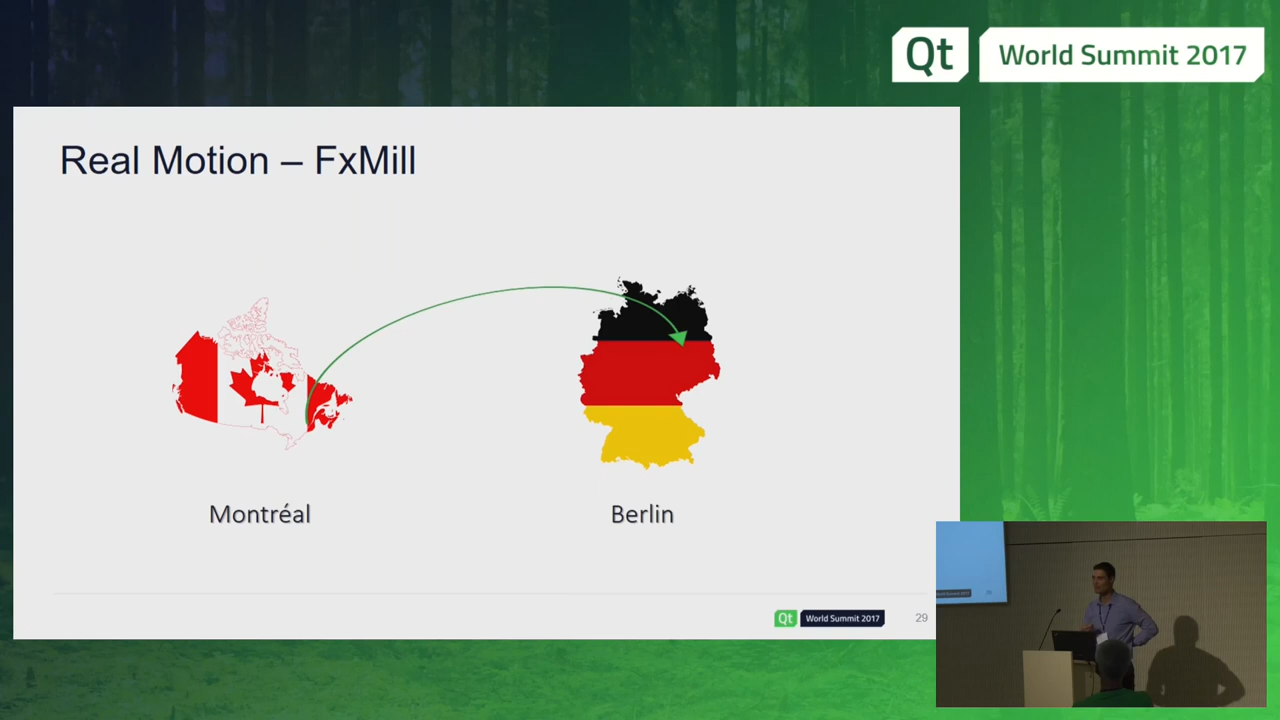 Qt World Summit 2017
Real Motion – FxMill
Montréal
Berlin
Qt World Summit 2017
29